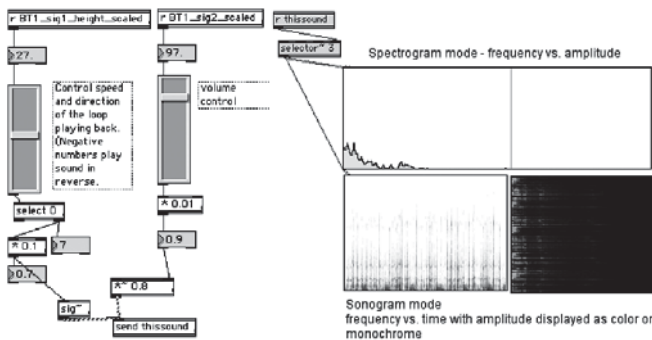 r BT1_sig1_height_scaled
r BT1_sig2_scaled
r thissound
27.
97.
selector~ 3
Spectrogram mode - frequency vs. amplitude
Control speed
and direction
of the loop
playing back.
(Negative
numbers play
sound in
reverse.
volume
control
select 0
* 0.01
* 0.1
7
0.9
0.7
*~ 0.8
sig~
send thissound
Sonogram mode
frequency vs. time with amplitude displayed as color or
monochrome